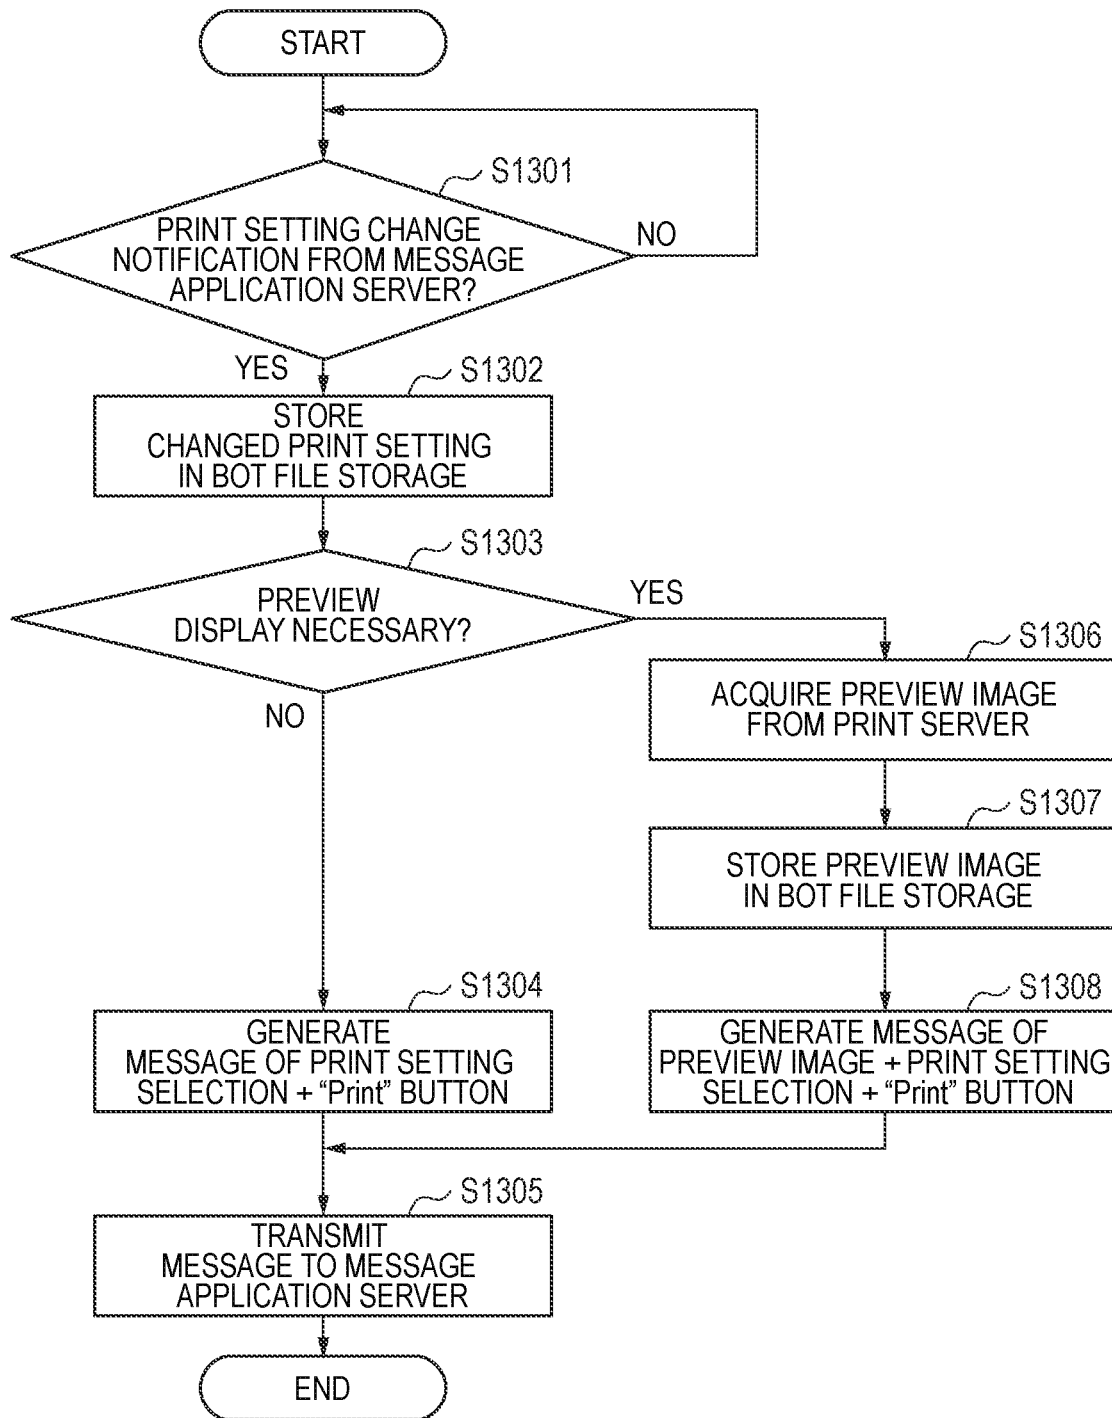 START
S1301
PRINT SETTING CHANGE
NOTIFICATION FROM MESSAGE
APPLICATION SERVER?
NO
YES
S1302
STORE
CHANGED PRINT SETTING
IN BOT FILE STORAGE
S1303
PREVIEW
DISPLAY NECESSARY?
YES
NO
S1306
ACQUIRE PREVIEW IMAGE
FROM PRINT SERVER
S1307
STORE PREVIEW IMAGE
IN BOT FILE STORAGE
S1304
GENERATE
MESSAGE OF PRINT SETTING
SELECTION + “Print” BUTTON
S1308
GENERATE MESSAGE OF
PREVIEW IMAGE + PRINT SETTING
SELECTION + “Print” BUTTON
S1305
TRANSMIT
MESSAGE TO MESSAGE
APPLICATION SERVER
END